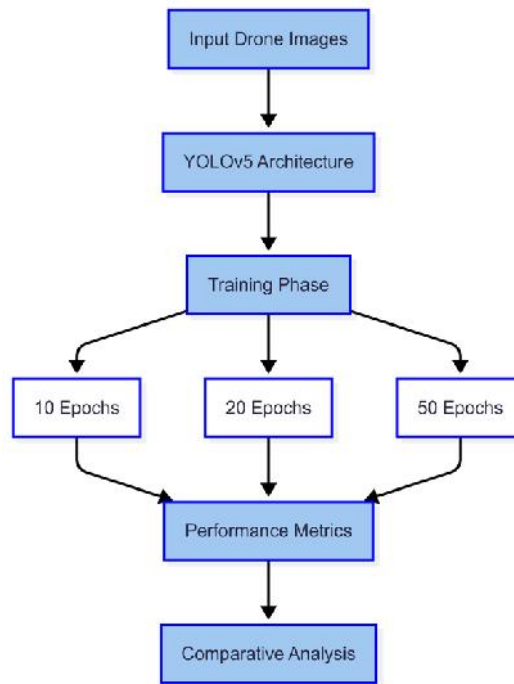 Input Drone Images
YOLOv5 Architecture
Training Phase
10 Epochs
20 Epochs
50 Epochs
Performance Metrics
Comparative Analysis